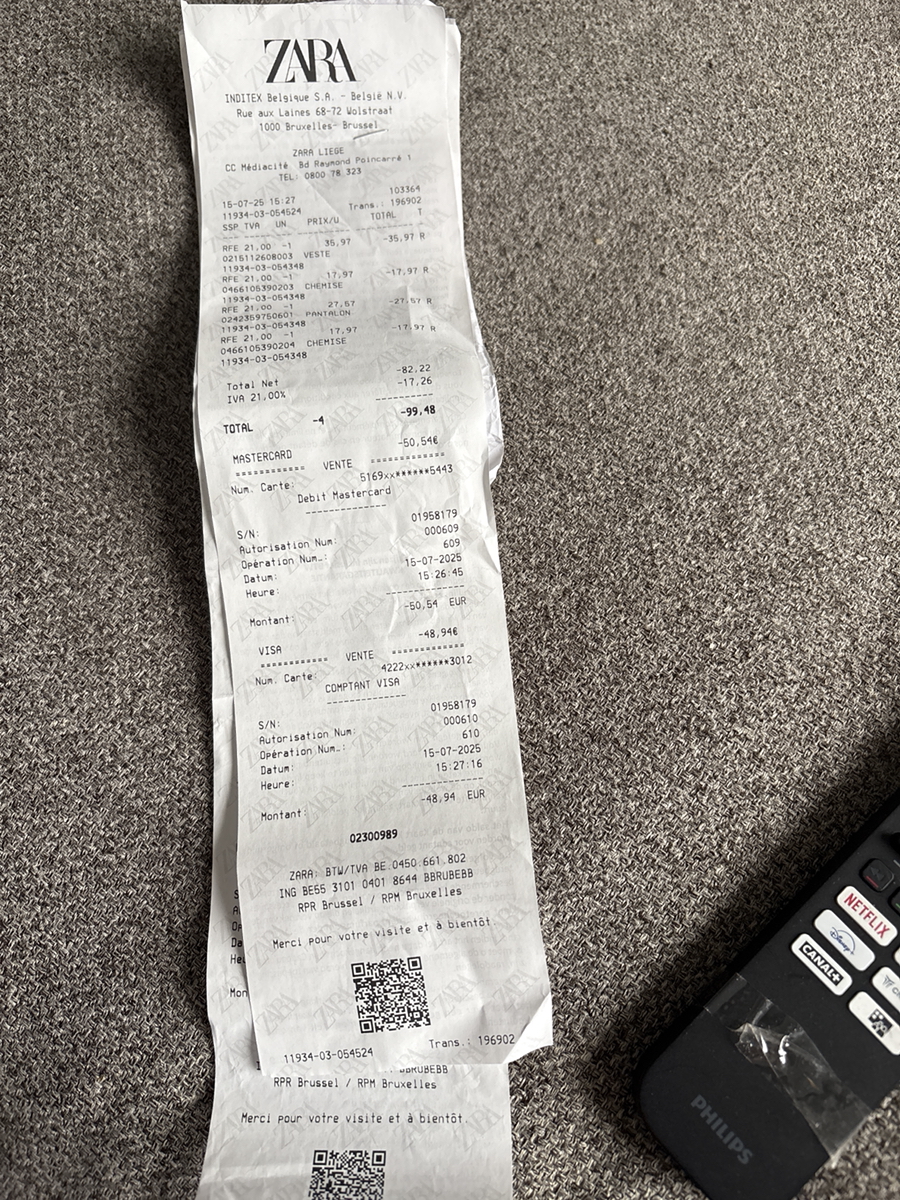 ZARA
INDITEX Belgique S.A. - België N.V.
Rue aux Laines 68-72 Wolstraat
1000 Bruxelles- Brussel
ZARA LIEGE
CC Médiacité Bd Raymond Poincarré 1
TEL: 0800 78 323
103364
15-07-25 15:27
11934-03-054524 Trans.: 196902
SSP TVA UN PRIX/U TOTAL T
RFE 21,00 -1 35,97 -35,97 R
0215112608003 VESTE
11934-03-054348
RFE 21,00 -1 17,97 -17,97 R
0466105390203 CHEMISE
11934-03-054348
RFE 21,00 -1 27,57 -27,57 R
0242359750601 PANTALON
11934-03-054348
RFE 21,00 -1 17,97 -17,97 R
0466105390204 CHEMISE
11934-03-054348
Total Net -82,22
IVA 21,00% -17,26
----------
TOTAL -4 -99,48
MASTERCARD -50,54€
============ VENTE =============
Num. Carte: 5169xx******5443
Debit Mastercard
--------------
S/N: 01958179
Autorisation Num: 000609
Opération Num.: 609
Datum: 15-07-2025
Heure: 15:26:45
--------------
Montant: -50,54 EUR
VISA -48,94€
============ VENTE =============
Num. Carte: 4222xx******3012
COMPTANT VISA
--------------
S/N: 01958179
Autorisation Num: 000610
Opération Num.: 610
Datum: 15-07-2025
Heure: 15:27:16
--------------
Montant: -48,94 EUR
02300989
ZARA: BTW/TVA BE.0450.661.802
ING BE55 3101 0401 8644 BBRUBEBB
RPR Brussel / RPM Bruxelles
Merci pour votre visite et à bientôt.
11934-03-054524 Trans.: 196902
Mon
BBRUBEBB
RPR Brussel / RPM Bruxelles
Merci pour votre visite et à bientôt.
NETFLIX
Disney+
CANAL+
PHILIPS